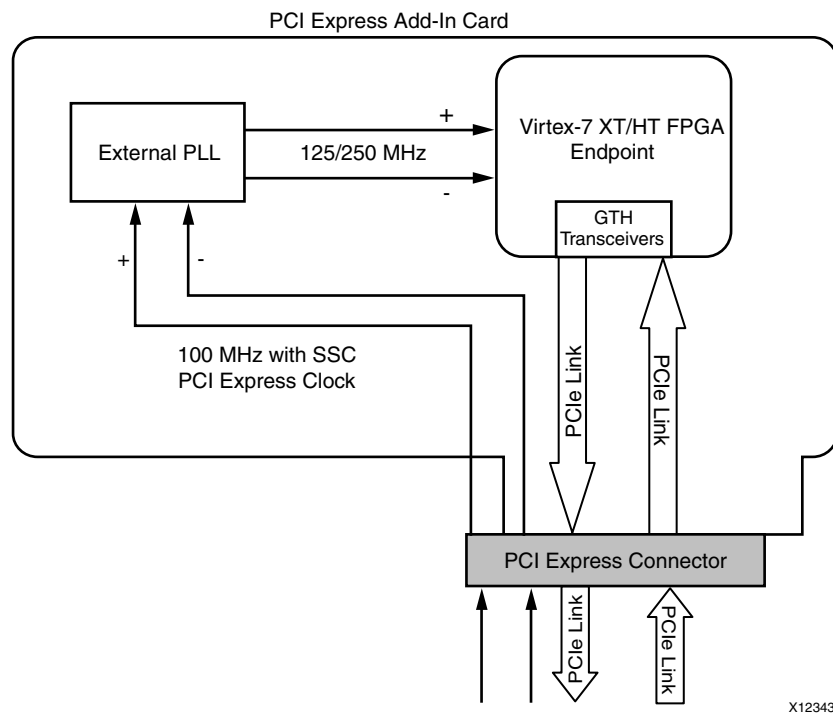 PCI Express Add-In Card
Virtex-7 XT/HT FPGA
Endpoint
External PLL
+
125/250 MHz
-
GTH
Transceivers
+
-
100 MHz with SSC
PCI Express Clock
PCIe Link
PCIe Link
PCI Express Connector
PCIe Link
PCIe Link
X12343